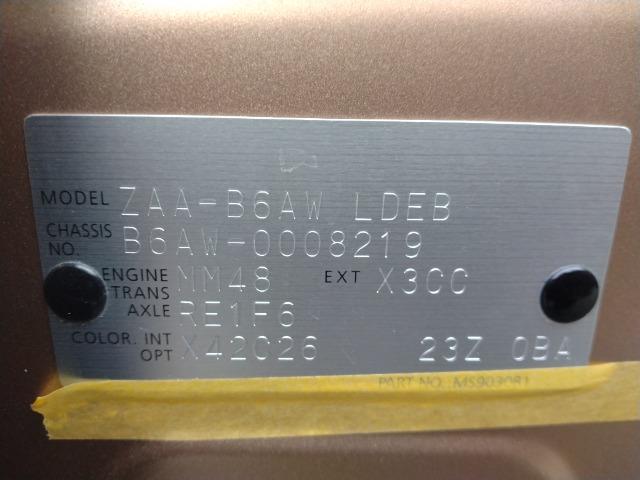 MODEL ZAA-B6AW LDEB
CHASSIS NO. B6AW-0008219
ENGINE MM48 EXT X3CC
TRANS AXLE RE1F6
COLOR. INT OPT X42C26 23Z 0BA
PART NO. MS903081